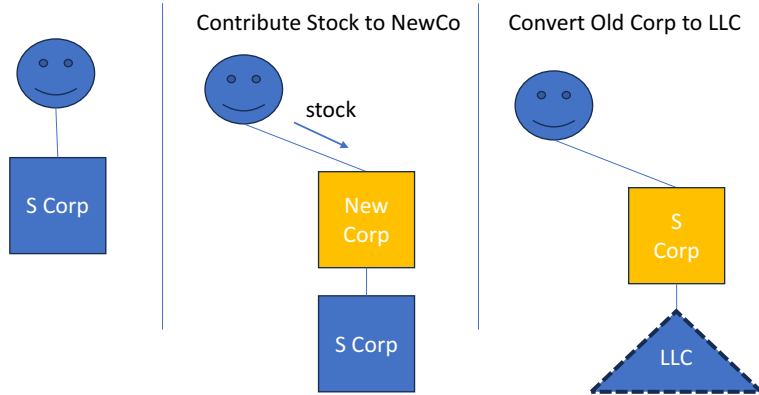 S Corp
Contribute Stock to NewCo
stock
New
Corp
S Corp
Convert Old Corp to LLC
S
Corp
LLC